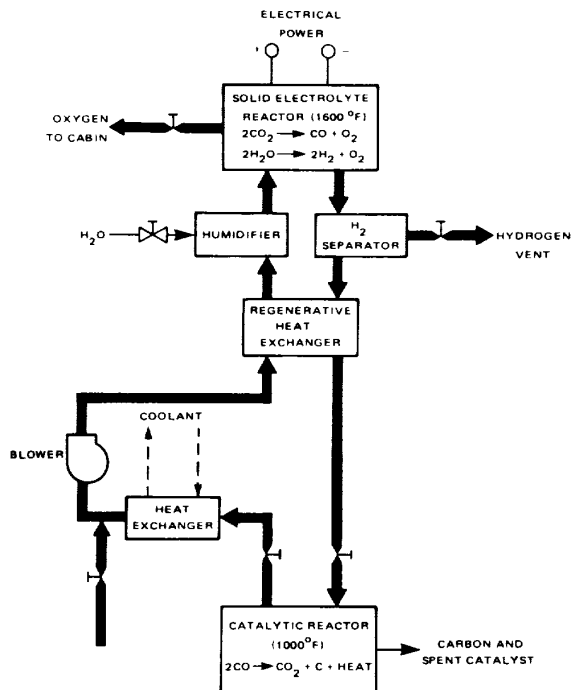 ELECTRICAL
POWER
+
−
SOLID ELECTROLYTE
REACTOR (1600 °F)
2CO₂ → CO + O₂
2H₂O → 2H₂ + O₂
OXYGEN
TO CABIN
H₂O
HUMIDIFIER
H₂
SEPARATOR
HYDROGEN
VENT
REGENERATIVE
HEAT
EXCHANGER
COOLANT
BLOWER
HEAT
EXCHANGER
CATALYTIC REACTOR
(1000°F)
2CO → CO₂ + C + HEAT
CARBON AND
SPENT CATALYST